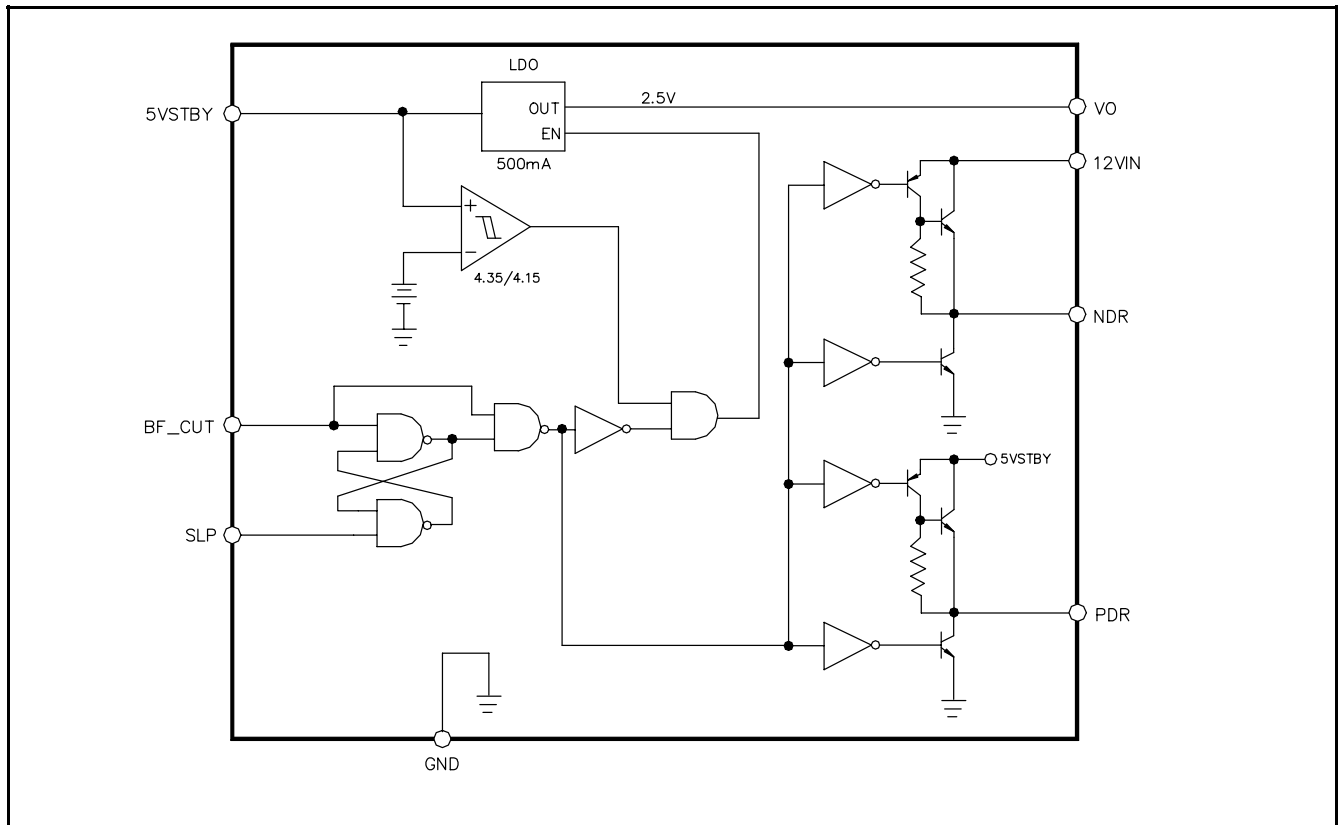 LDO
5VSTBY
OUT
2.5V
VO
EN
500mA
12VIN
+
−
4.35/4.15
NDR
BF_CUT
5VSTBY
SLP
PDR
GND